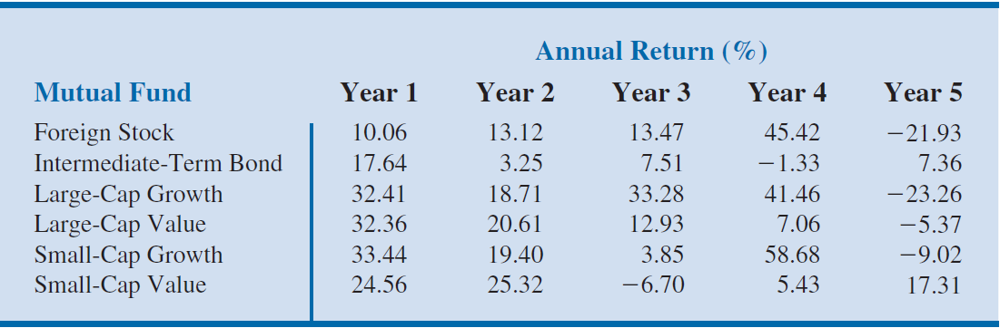 Annual Return (%)
Mutual Fund Year 1 Year 2 Year 3 Year 4 Year 5
Foreign Stock 10.06 13.12 13.47 45.42 −21.93
Intermediate-Term Bond 17.64 3.25 7.51 −1.33 7.36
Large-Cap Growth 32.41 18.71 33.28 41.46 −23.26
Large-Cap Value 32.36 20.61 12.93 7.06 −5.37
Small-Cap Growth 33.44 19.40 3.85 58.68 −9.02
Small-Cap Value 24.56 25.32 −6.70 5.43 17.31